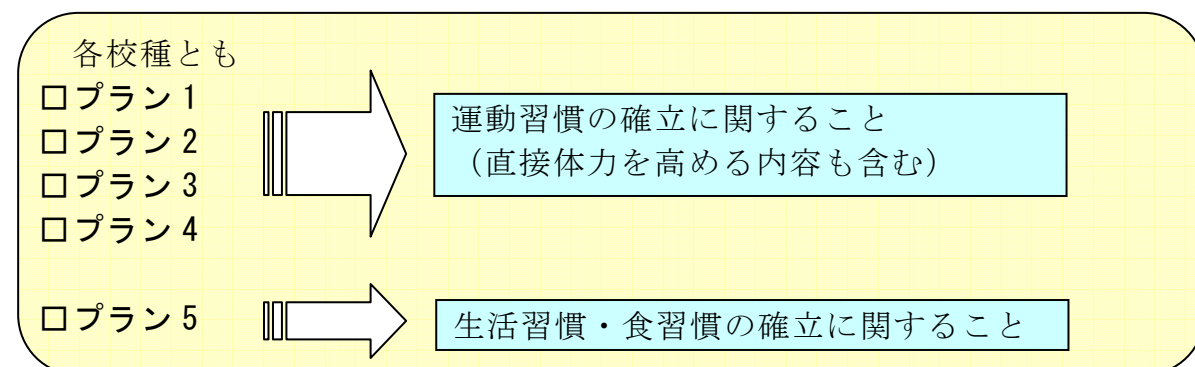 各校種とも
□プラン1
□プラン2
□プラン3
□プラン4
運動習慣の確立に関すること
(直接体力を高める内容も含む)
□プラン5
生活習慣・食習慣の確立に関すること